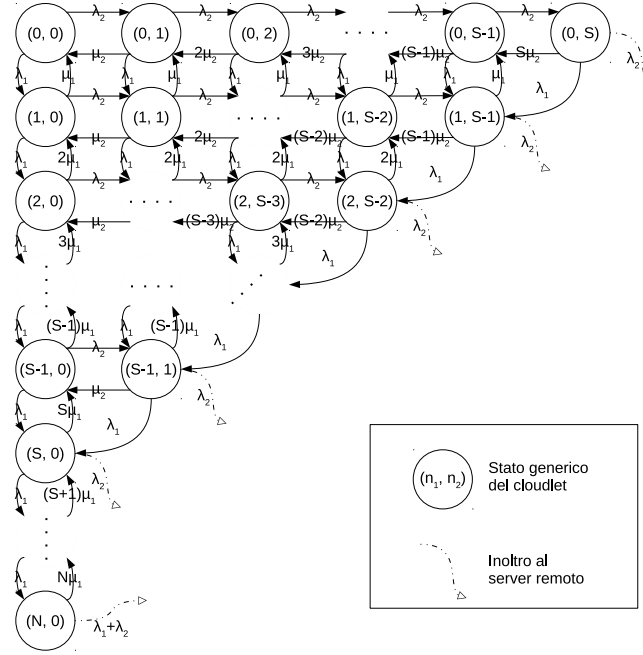 λ₂ λ₂ λ₂ λ₂
(0, 0) (0, 1) (0, 2) . . . . (0, S-1) (0, S)
μ₂ 2μ₂ 3μ₂ (S-1)μ₂ Sμ₂ λ₂
λ₁ μ₁ λ₁ μ₁ λ₁ μ₁ λ₁ μ₁ λ₁ μ₁ λ₁
λ₂ λ₂ λ₂ λ₂
(1, 0) (1, 1) . . . . (1, S-2) (1, S-1)
μ₂ 2μ₂ (S-2)μ₂ (S-1)μ₂
λ₁ 2μ₁ λ₁ 2μ₁ λ₁ 2μ₁ λ₁ 2μ₁ λ₁ λ₂
λ₂ λ₂ λ₂
(2, 0) . . . . (2, S-3) (2, S-2)
μ₂ (S-3)μ₂ (S-2)μ₂
λ₁ 3μ₁ λ₁ 3μ₁ λ₁ λ₂
. . . .
λ₁ (S-1)μ₁ λ₁ (S-1)μ₁ λ₁
λ₂
(S-1, 0) (S-1, 1)
μ₂ λ₂
λ₁ Sμ₁ λ₁
(S, 0)
λ₂
λ₁ (S+1)μ₁
λ₁ Nμ₁
(N, 0)
λ₁+λ₂
(n₁, n₂)
Stato generico
del cloudlet
Inoltro al
server remoto